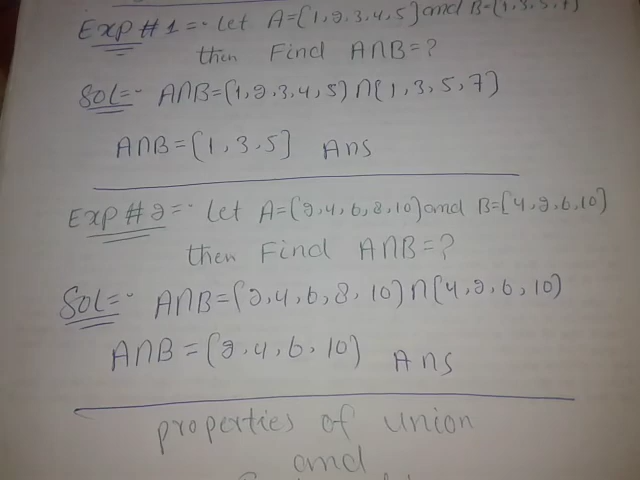 Exp # 1 =· Let A={1,2,3,4,5} and B={1,3,5,7}
then Find A∩B=?
Sol=· A∩B={1,2,3,4,5}∩{1,3,5,7}
A∩B={1,3,5} Ans
Exp # 2 =· Let A={2,4,6,8,10} and B={4,2,6,10}
then Find A∩B=?
Sol=· A∩B={2,4,6,8,10}∩{4,2,6,10}
A∩B={2,4,6,10} Ans
properties of union
and